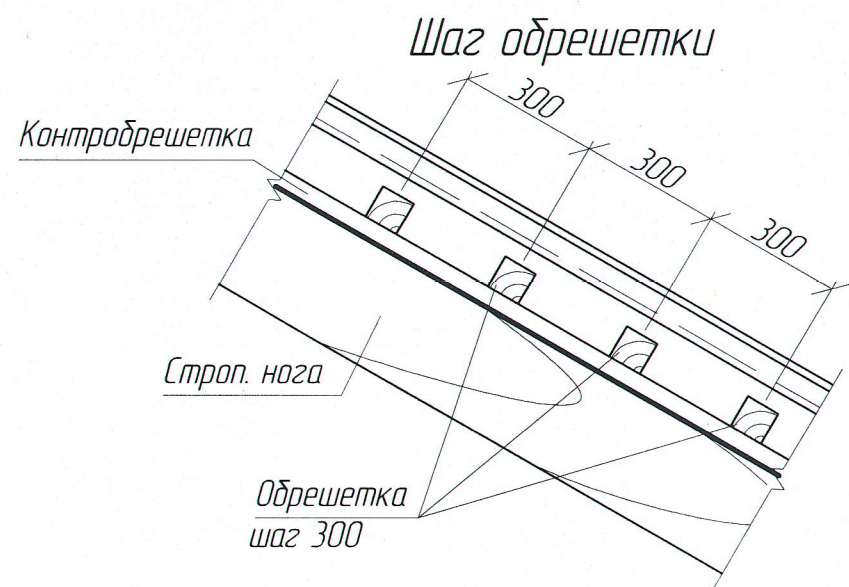 Шаг обрешетки
300
300
300
Контробрешетка
Строп. нога
Обрешетка
шаг 300